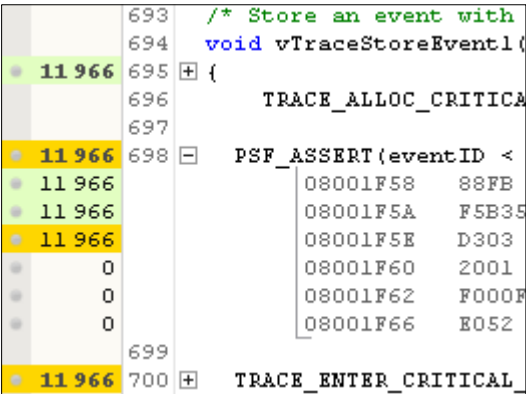 693 /* Store an event with
694 void vTraceStoreEvent1(
11 966 695 + {
696 TRACE_ALLOC_CRITICA
697
11 966 698 - PSF_ASSERT(eventID <
11 966 08001F58 88FB
11 966 08001F5A F5B35
11 966 08001F5E D303
0 08001F60 2001
0 08001F62 F000F
0 08001F66 E052
699
11 966 700 + TRACE_ENTER_CRITICAL_